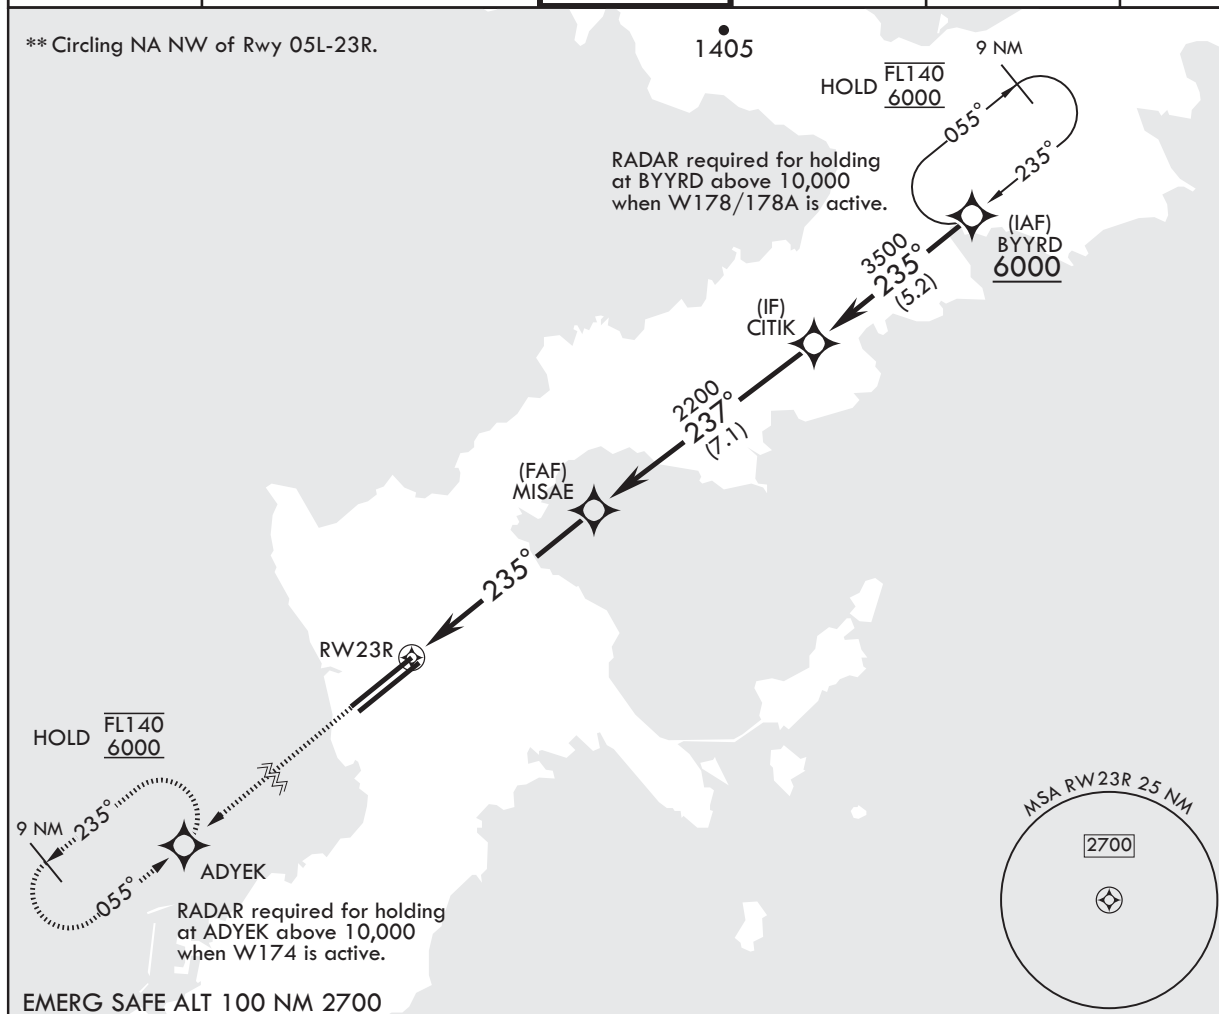 ** Circling NA NW of Rwy 05L-23R.
1405
9 NM
HOLD FL140
6000
055°
235°
RADAR required for holding
at BYYRD above 10,000
when W178/178A is active.
(IAF)
BYYRD
6000
3500
235°
(5.2)
(IF)
CITIK
2200
237°
(7.1)
(FAF)
MISAE
235°
RW23R
HOLD FL140
6000
9 NM
235°
055°
ADYEK
RADAR required for holding
at ADYEK above 10,000
when W174 is active.
MSA RW23R 25 NM
2700
EMERG SAFE ALT 100 NM 2700